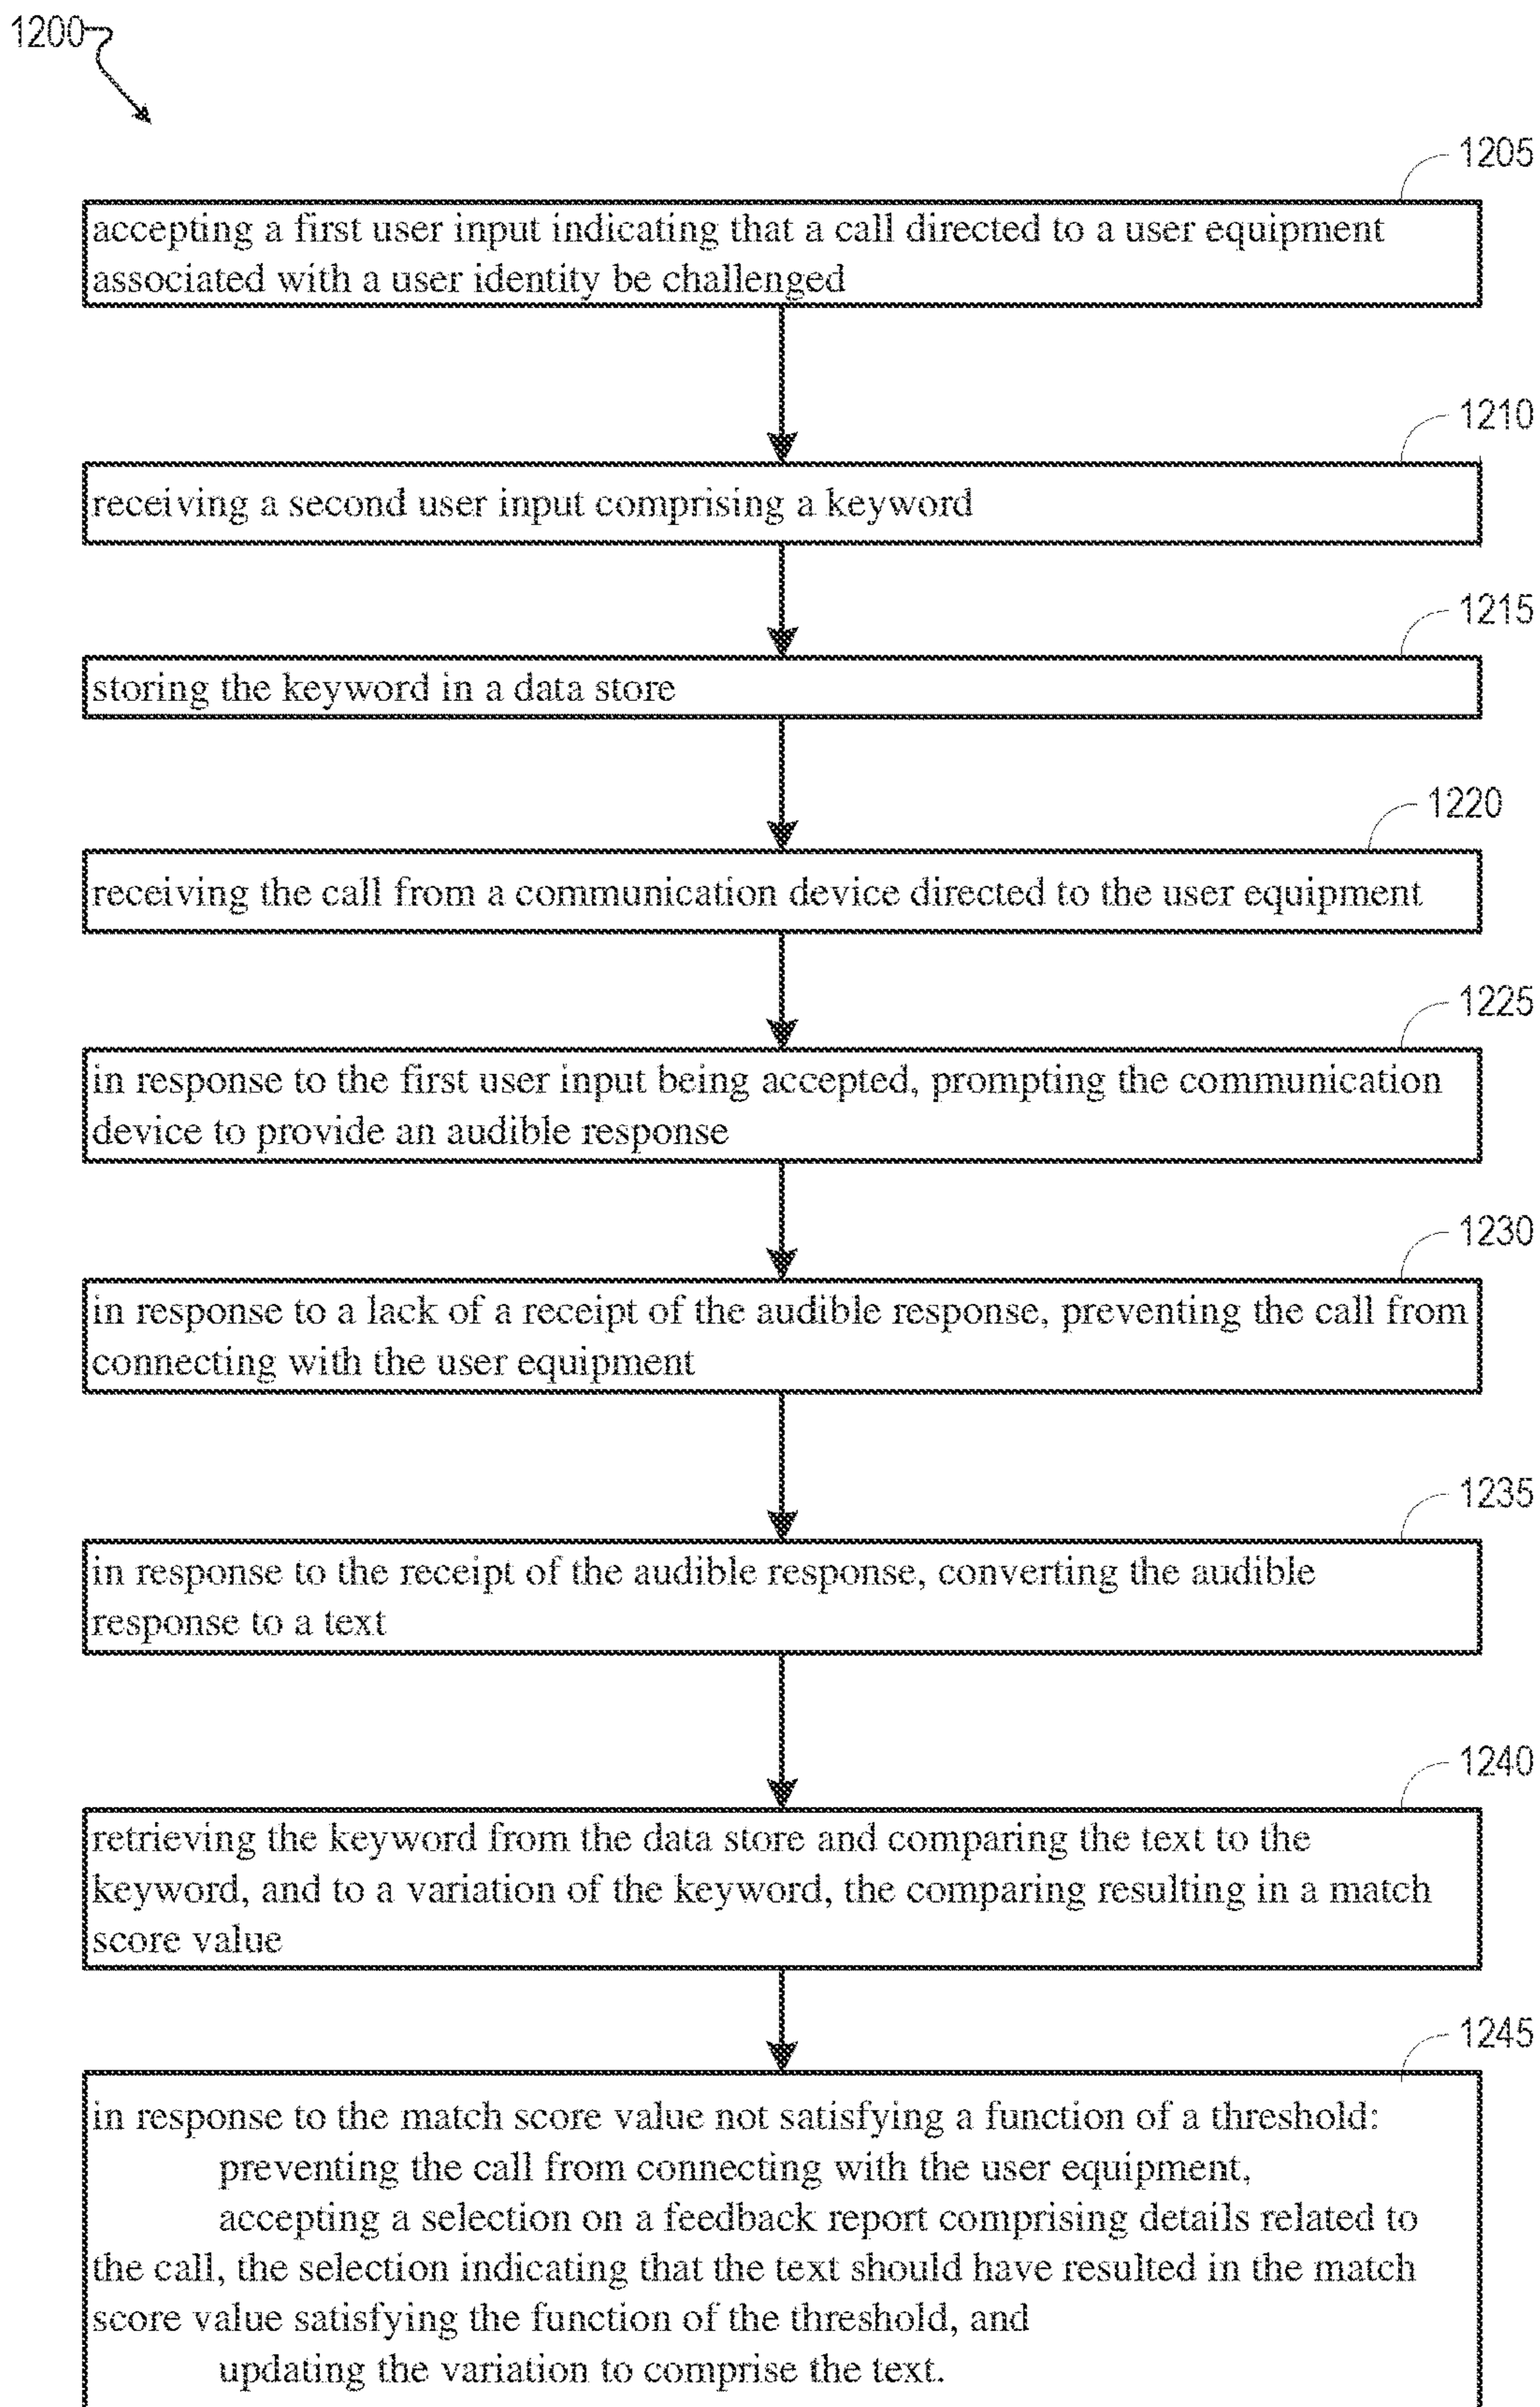 1200
1205
accepting a first user input indicating that a call directed to a user equipment
associated with a user identity be challenged
1210
receiving a second user input comprising a keyword
1215
storing the keyword in a data store
1220
receiving the call from a communication device directed to the user equipment
1225
in response to the first user input being accepted, prompting the communication
device to provide an audible response
1230
in response to a lack of a receipt of the audible response, preventing the call from
connecting with the user equipment
1235
in response to the receipt of the audible response, converting the audible
response to a text
1240
retrieving the keyword from the data store and comparing the text to the
keyword, and to a variation of the keyword, the comparing resulting in a match
score value
1245
in response to the match score value not satisfying a function of a threshold:
preventing the call from connecting with the user equipment,
accepting a selection on a feedback report comprising details related to
the call, the selection indicating that the text should have resulted in the match
score value satisfying the function of the threshold, and
updating the variation to comprise the text.